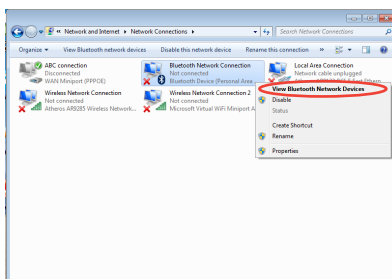 Network and Internet Network Connections Search Network Connections
Organize View Bluetooth network devices Disable this network device Rename this connection »
ABC connection
Disconnected
WAN Miniport (PPPOE)
Bluetooth Network Connection
Not connected
Bluetooth Device (Personal Area...
Local Area Connection
Network cable unplugged
Wireless Network Connection
Not connected
Atheros AR9285 Wireless Network...
Wireless Network Connection 2
Not connected
Microsoft Virtual WiFi Miniport A
View Bluetooth Network Devices
Disable
Status
Create Shortcut
Rename
Properties